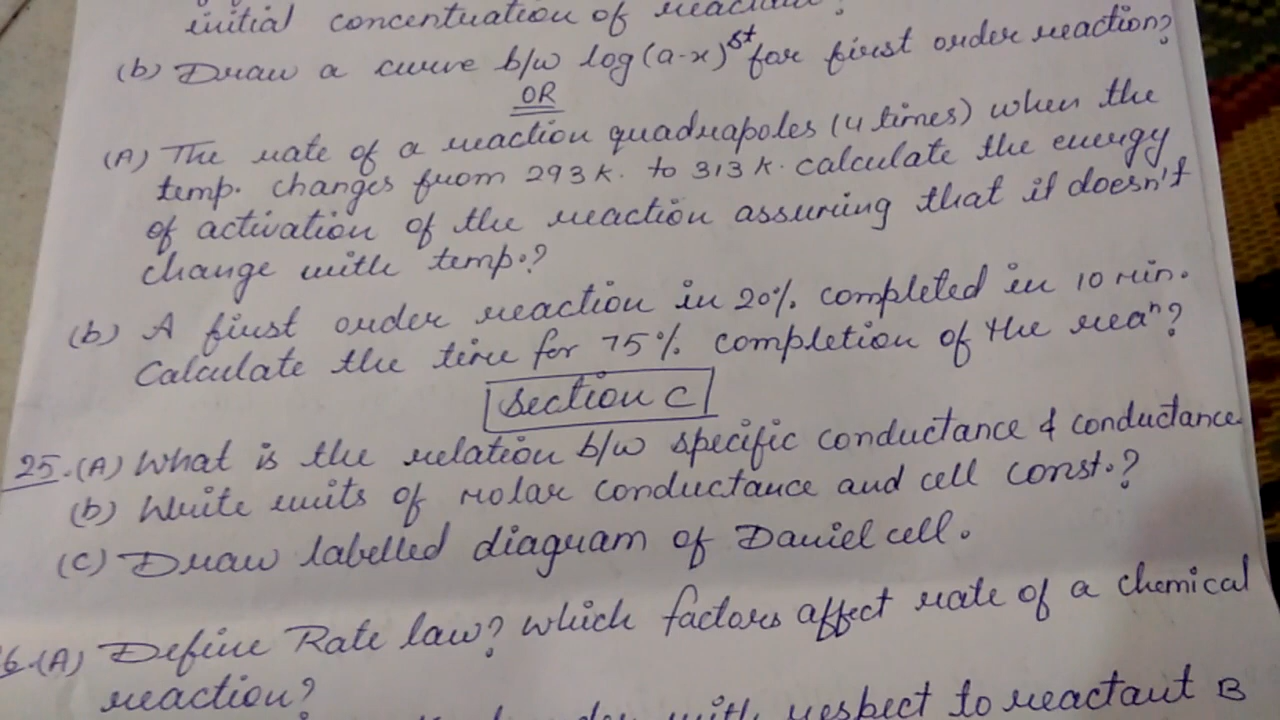 initial concentration of reactant?
(b) Draw a curve b/w log(a-x) &t for first order reaction?
OR
(A) The rate of a reaction quadrapoles (4 times) when the
temp. changes from 293 K. to 313 K. calculate the energy
of activation of the reaction assuming that it doesn't
change with temp.?
(b) A first order reaction in 20% completed in 10 min.
Calculate the time for 75% completion of the reaⁿ?
Section C
25.(A) What is the relation b/w specific conductance & conductance
(b) Write units of Molar conductance and cell const.?
(C) Draw labelled diagram of Daniel cell.
6.(A) Define Rate law? which factors affect rate of a chemical
reaction?
with respect to reactant B